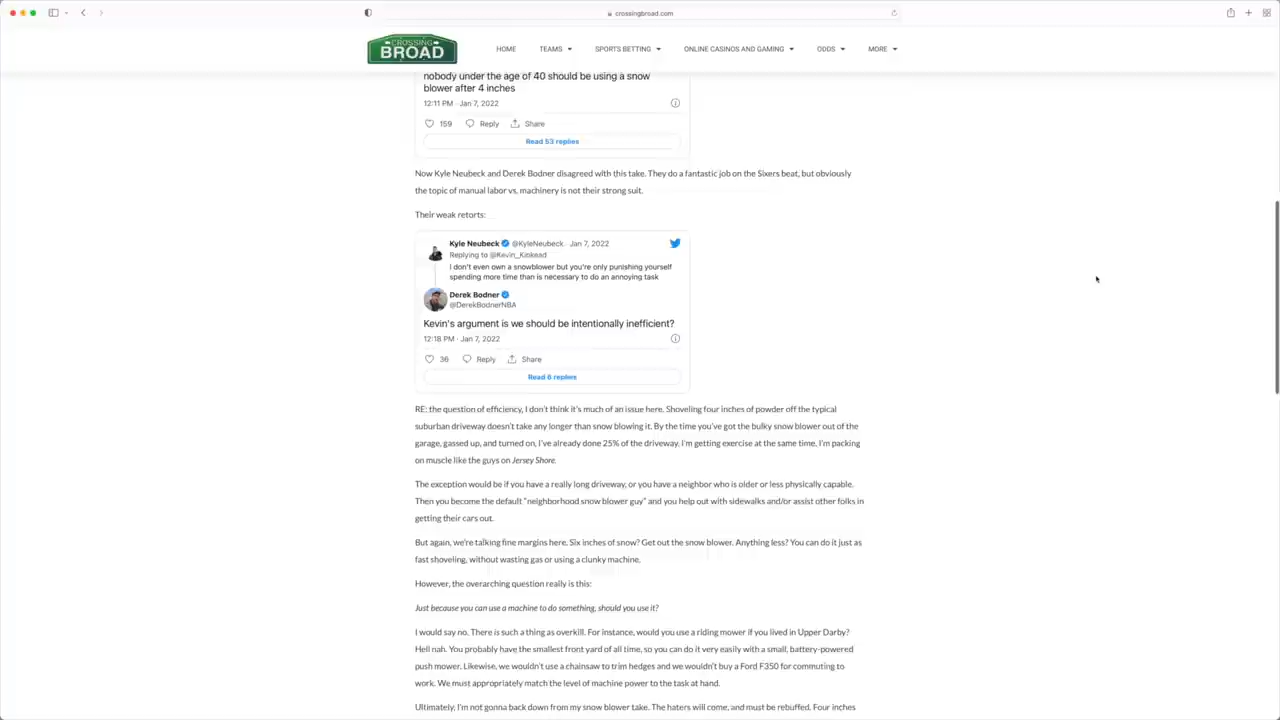 crossingbroad.com
CROSSING
BROAD
HOME
TEAMS
SPORTS BETTING
ONLINE CASINOS AND GAMING
ODDS
MORE
nobody under the age of 40 should be using a snow
blower after 4 inches
12:11 PM · Jan 7, 2022
159 Reply Share
Read 53 replies
Now Kyle Neubeck and Derek Bodner disagreed with this take. They do a fantastic job on the Sixers beat, but obviously
the topic of manual labor vs. machinery is not their strong suit.
Their weak retorts:
Kyle Neubeck @KyleNeubeck · Jan 7, 2022
Replying to @Kevin_Kinkead
I don't even own a snowblower but you're only punishing yourself
spending more time than is necessary to do an annoying task
Derek Bodner
@DerekBodnerNBA
Kevin's argument is we should be intentionally inefficient?
12:18 PM · Jan 7, 2022
36 Reply Share
Read 6 replies
RE: the question of efficiency, I don't think it's much of an issue here. Shoveling four inches of powder off the typical
suburban driveway doesn't take any longer than snow blowing it. By the time you've got the bulky snow blower out of the
garage, gassed up, and turned on, I've already done 25% of the driveway. I'm getting exercise at the same time. I'm packing
on muscle like the guys on Jersey Shore.
The exception would be if you have a really long driveway, or you have a neighbor who is older or less physically capable.
Then you become the default "neighborhood snow blower guy" and you help out with sidewalks and/or assist other folks in
getting their cars out.
But again, we're talking fine margins here. Six inches of snow? Get out the snow blower. Anything less? You can do it just as
fast shoveling, without wasting gas or using a clunky machine.
However, the overarching question really is this:
Just because you can use a machine to do something, should you use it?
I would say no. There is such a thing as overkill. For instance, would you use a riding mower if you lived in Upper Darby?
Hell nah. You probably have the smallest front yard of all time, so you can do it very easily with a small, battery-powered
push mower. Likewise, we wouldn't use a chainsaw to trim hedges and we wouldn't buy a Ford F350 for commuting to
work. We must appropriately match the level of machine power to the task at hand.
Ultimately, I'm not gonna back down from my snow blower take. The haters will come, and must be rebuffed. Four inches